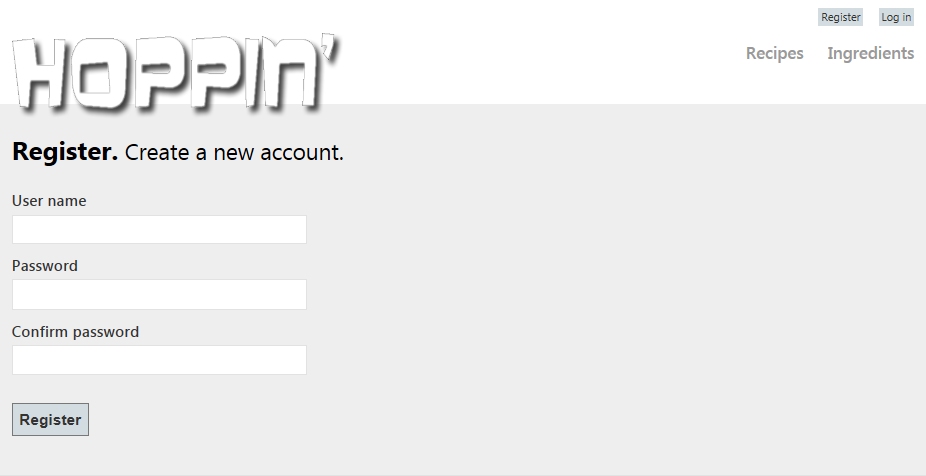 Register Log in
HOPPIN'
Recipes Ingredients
Register. Create a new account.
User name
Password
Confirm password
Register